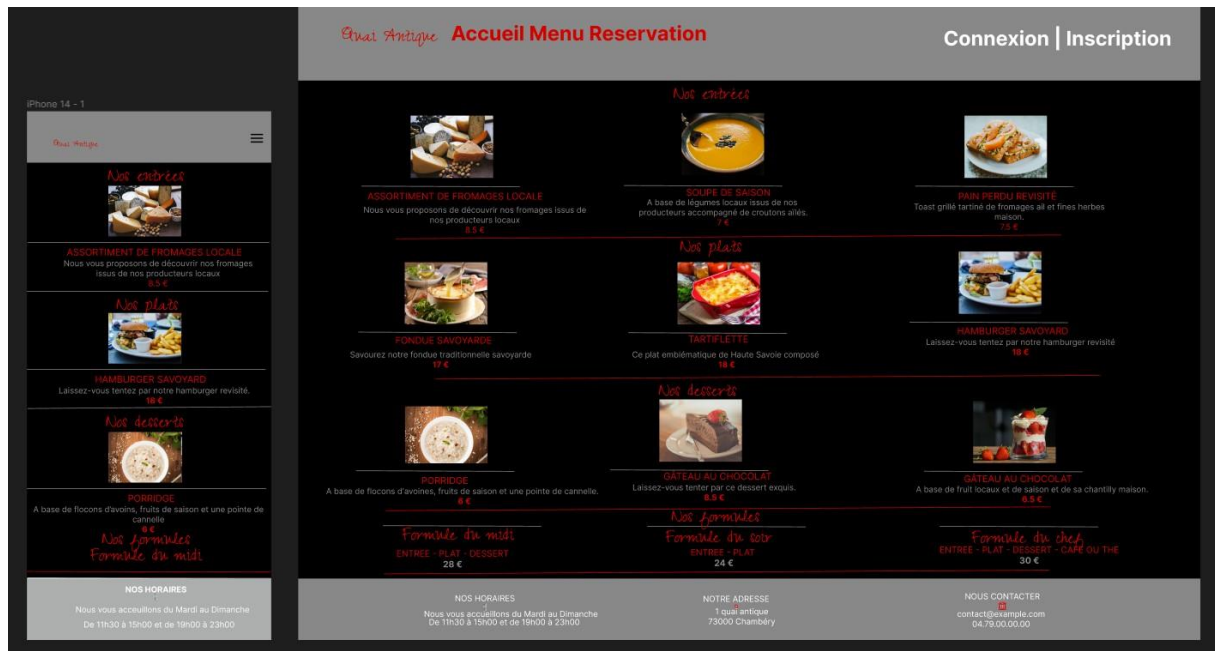 iPhone 14 - 1
Quai Antique
Nos entrées
ASSORTIMENT DE FROMAGES LOCALE
Nous vous proposons de découvrir nos fromages
issus de nos producteurs locaux
8.5 €
Nos plats
HAMBURGER SAVOYARD
Laissez-vous tentez par notre hamburger revisité.
18 €
Nos desserts
PORRIDGE
A base de flocons d'avoins, fruits de saison et une pointe de
cannelle
6 €
Nos formules
Formule du midi
NOS HORAIRES
Nous vous acceuillons du Mardi au Dimanche
De 11h30 à 15h00 et de 19h00 à 23h00
Quai Antique Accueil Menu Reservation
Connexion | Inscription
Nos entrées
ASSORTIMENT DE FROMAGES LOCALE
Nous vous proposons de découvrir nos fromages issus de
nos producteurs locaux
8.5 €
SOUPE DE SAISON
A base de légumes locaux issus de nos
producteurs accompagné de croutons ailés.
7 €
PAIN PERDU REVISITÉ
Toast grillé tartiné de fromages ail et fines herbes
maison.
7.5 €
Nos plats
FONDUE SAVOYARDE
Savourez notre fondue traditionnelle savoyarde
17 €
TARTIFLETTE
Ce plat emblématique de Haute Savoie composé
18 €
HAMBURGER SAVOYARD
Laissez-vous tentez par notre hamburger revisité
18 €
Nos desserts
PORRIDGE
A base de flocons d'avoines, fruits de saison et une pointe de cannelle.
6 €
GÂTEAU AU CHOCOLAT
Laissez-vous tenter par ce dessert exquis.
8.5 €
GÂTEAU AU CHOCOLAT
A base de fruit locaux et de saison et de sa chantilly maison.
6.5 €
Nos formules
Formule du midi
ENTREE - PLAT - DESSERT
28 €
Formule du soir
ENTREE - PLAT
24 €
Formule du chef
ENTREE - PLAT - DESSERT - CAFÉ OU THE
30 €
NOS HORAIRES
Nous vous accueillons du Mardi au Dimanche
De 11h30 à 15h00 et de 19h00 à 23h00
NOTRE ADRESSE
1 quai antique
73000 Chambéry
NOUS CONTACTER
contact@example.com
04.79.00.00.00